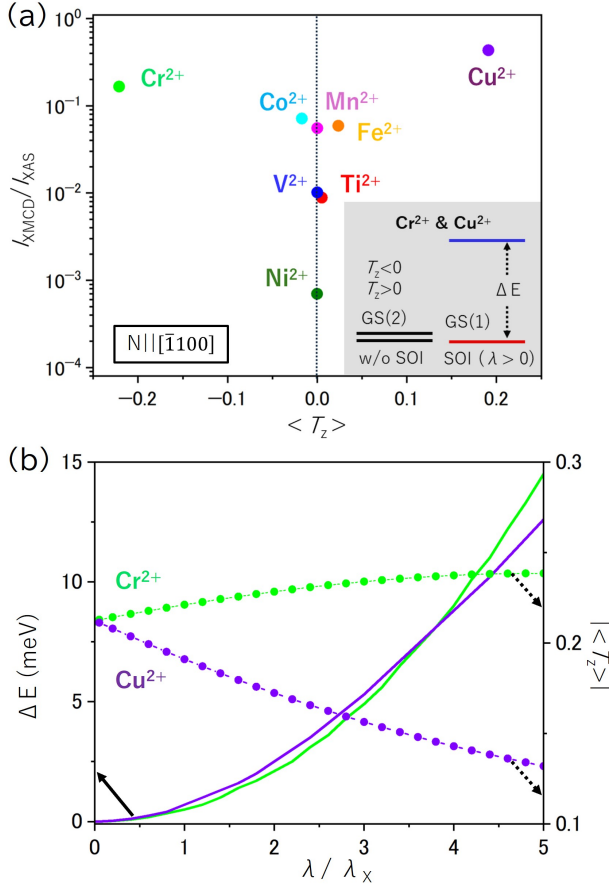 (a)
10⁰
10⁻¹
10⁻²
10⁻³
10⁻⁴
I_XMCD/I_XAS
Cr²⁺
Cu²⁺
Co²⁺
Mn²⁺
Fe²⁺
V²⁺
Ti²⁺
Ni²⁺
N||[1̄100]
Cr²⁺ & Cu²⁺
T_z<0
T_z>0
ΔE
GS(2)
GS(1)
w/o SOI
SOI (λ>0)
−0.2
−0.1
0.0
0.1
0.2
<T_z>
(b)
15
10
5
0
ΔE (meV)
Cr²⁺
Cu²⁺
0.3
0.2
0.1
|<T_z>|
0
1
2
3
4
5
λ/λ_X